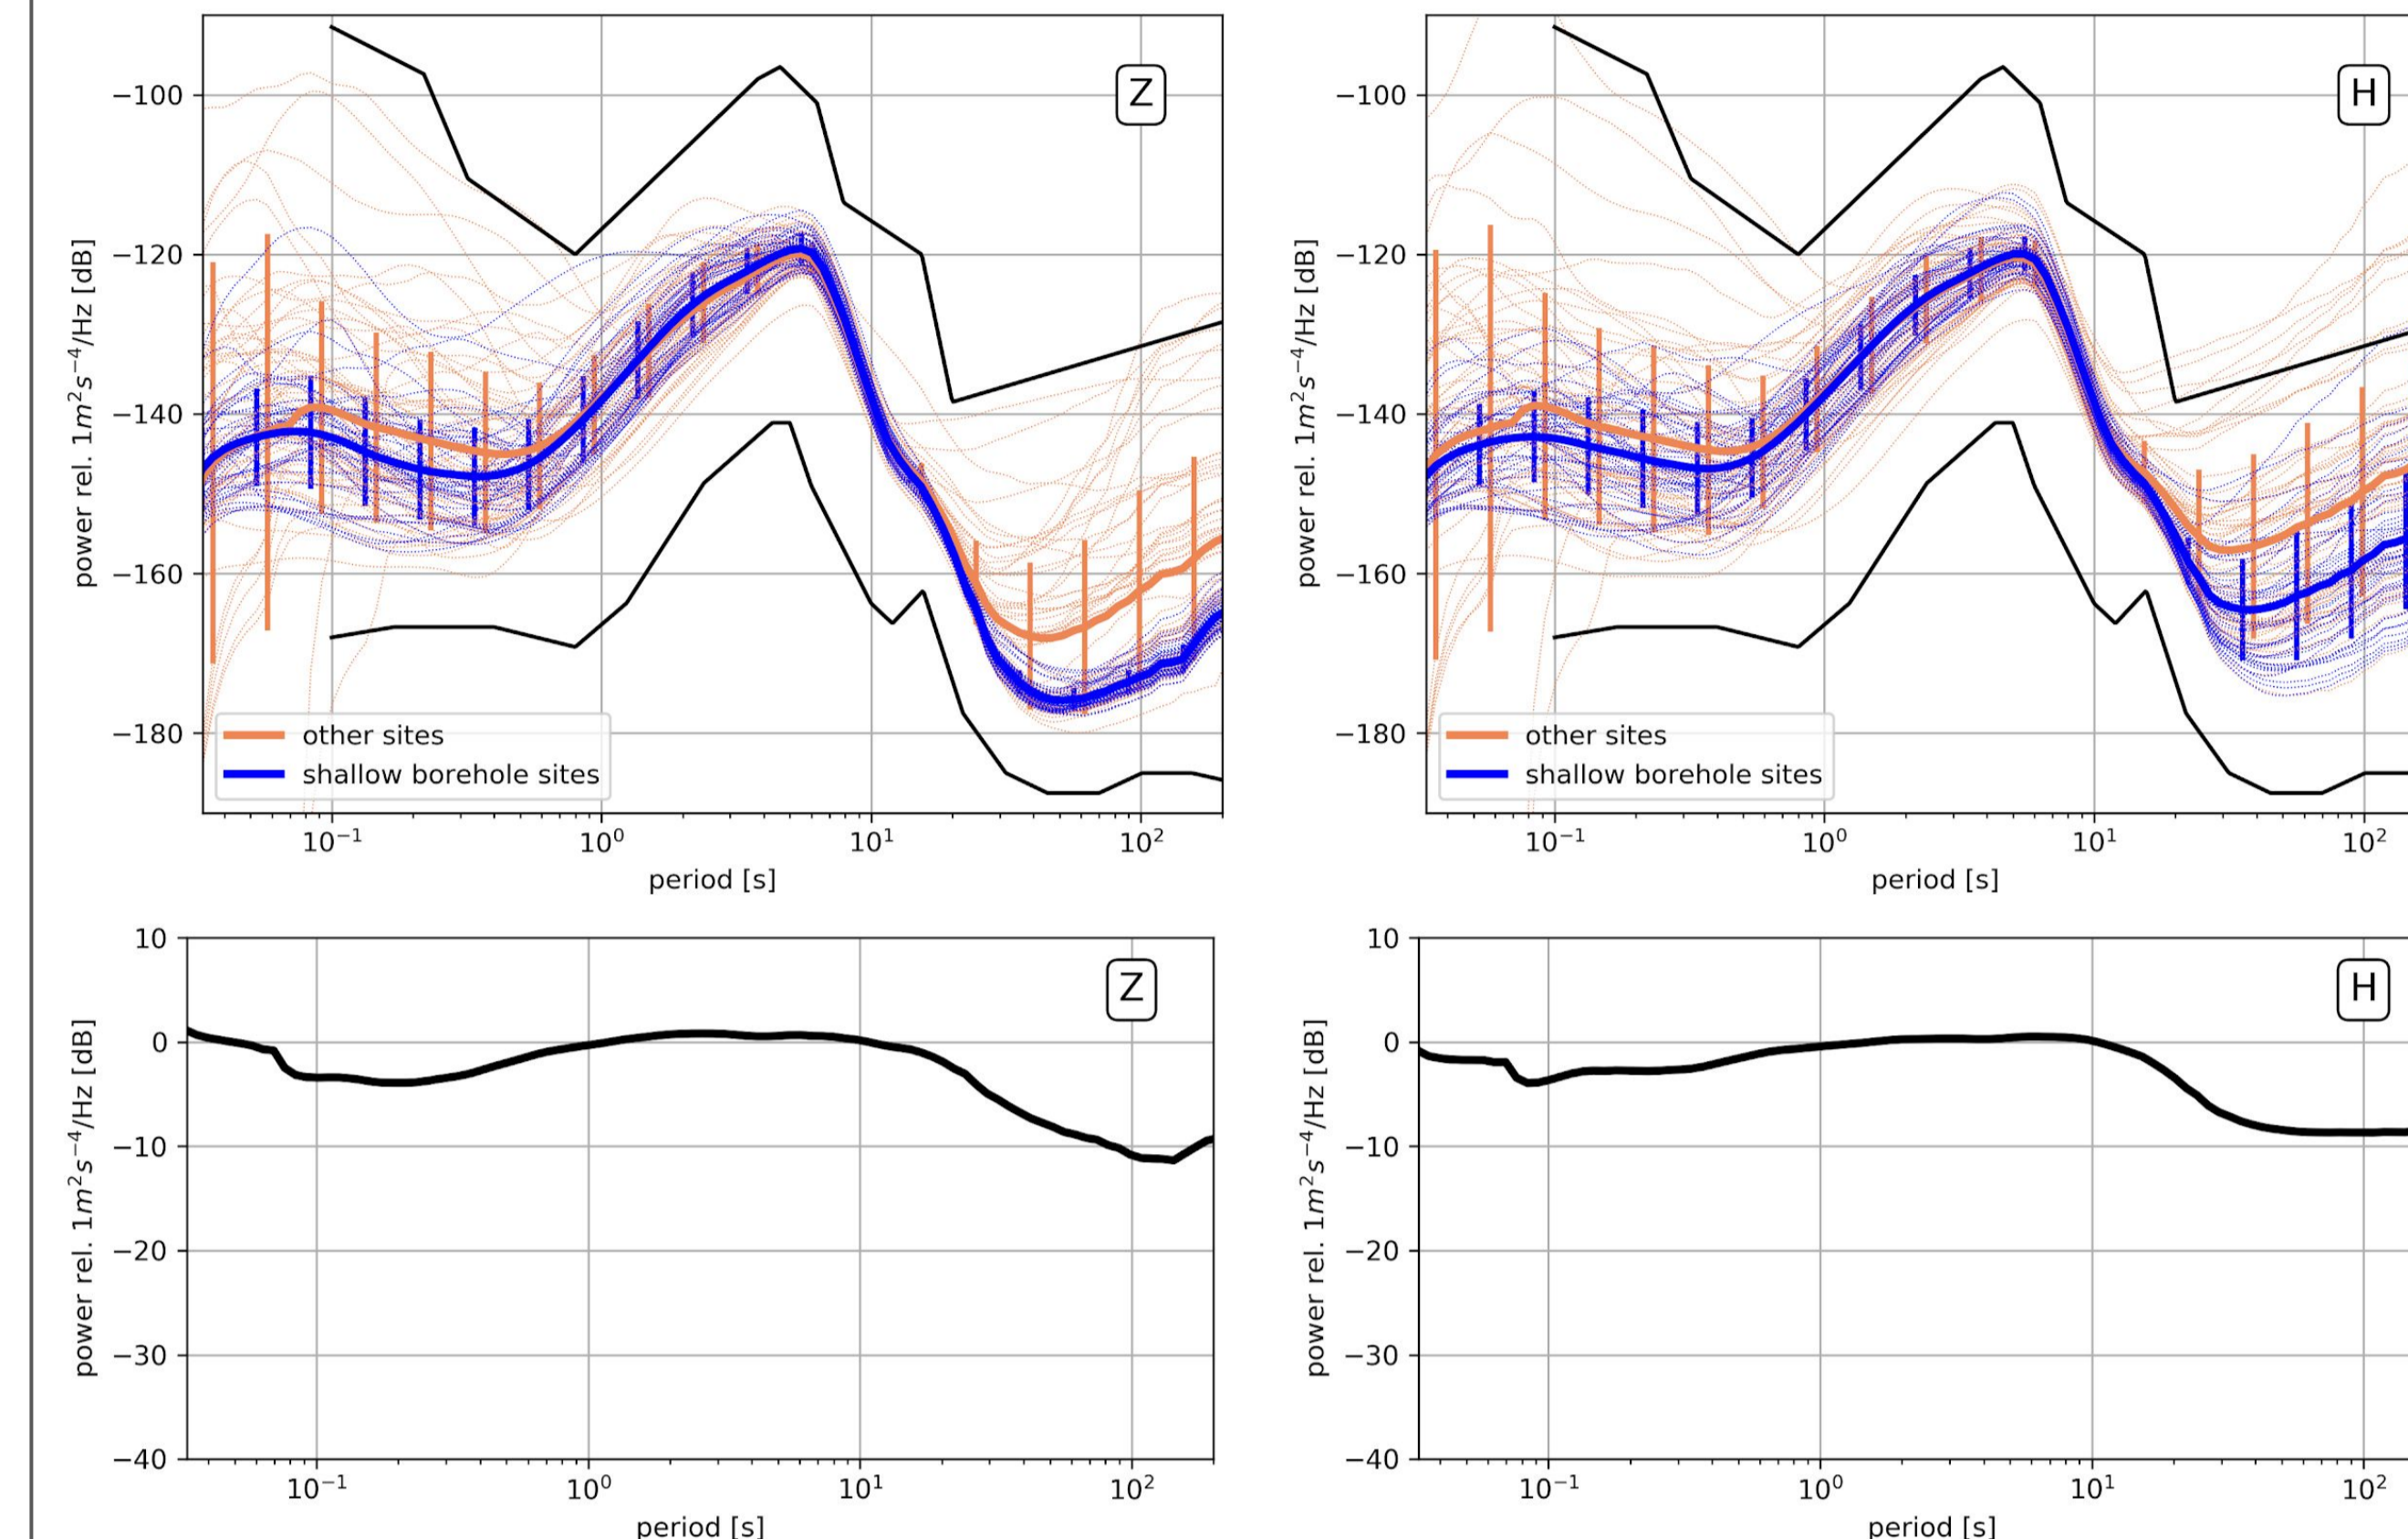 Z
−100
−120
−140
−160
−180
power rel. 1m²s⁻⁴/Hz [dB]
other sites
shallow borehole sites
10⁻¹ 10⁰ 10¹ 10²
period [s]
H
−100
−120
−140
−160
−180
power rel. 1m²s⁻⁴/Hz [dB]
other sites
shallow borehole sites
10⁻¹ 10⁰ 10¹ 10²
period [s]
Z
10
0
−10
−20
−30
−40
power rel. 1m²s⁻⁴/Hz [dB]
10⁻¹ 10⁰ 10¹ 10²
period [s]
H
10
0
−10
−20
−30
−40
power rel. 1m²s⁻⁴/Hz [dB]
10⁻¹ 10⁰ 10¹ 10²
period [s]